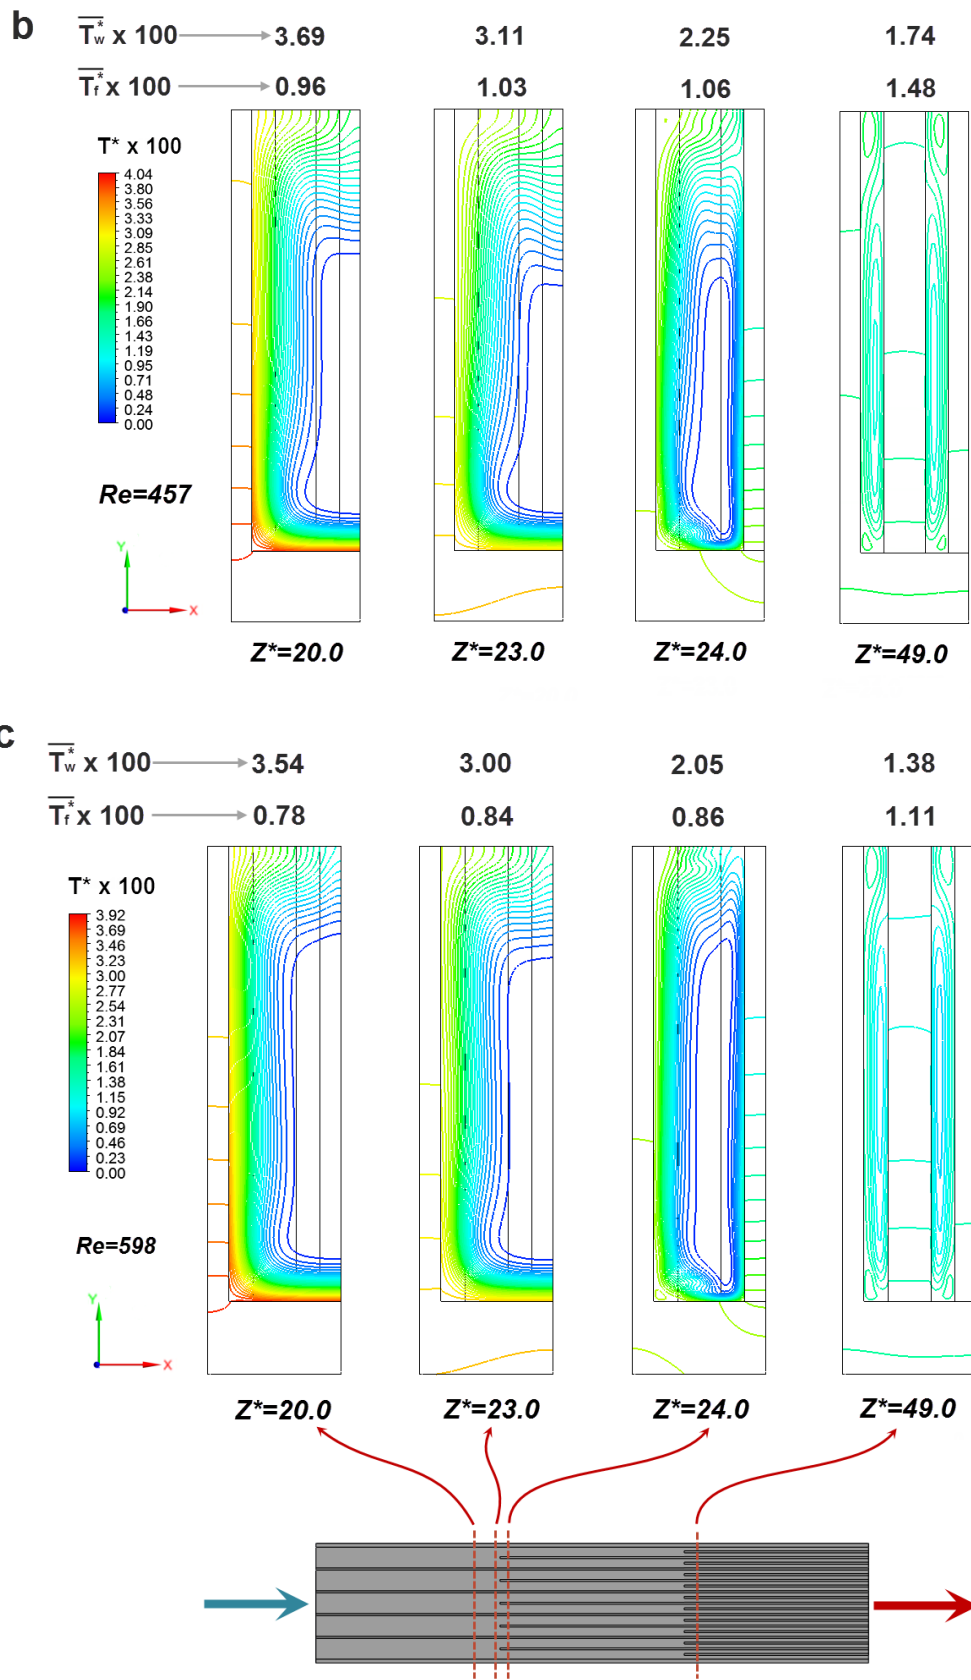 b
T̅w* x 100 3.69 3.11 2.25 1.74
T̅f* x 100 0.96 1.03 1.06 1.48
T* x 100
4.04
3.80
3.56
3.33
3.09
2.85
2.61
2.38
2.14
1.90
1.66
1.43
1.19
0.95
0.71
0.48
0.24
0.00
Re=457
Y
X
Z*=20.0 Z*=23.0 Z*=24.0 Z*=49.0
c
T̅w* x 100 3.54 3.00 2.05 1.38
T̅f* x 100 0.78 0.84 0.86 1.11
T* x 100
3.92
3.69
3.46
3.23
3.00
2.77
2.54
2.31
2.07
1.84
1.61
1.38
1.15
0.92
0.69
0.46
0.23
0.00
Re=598
Y
X
Z*=20.0 Z*=23.0 Z*=24.0 Z*=49.0